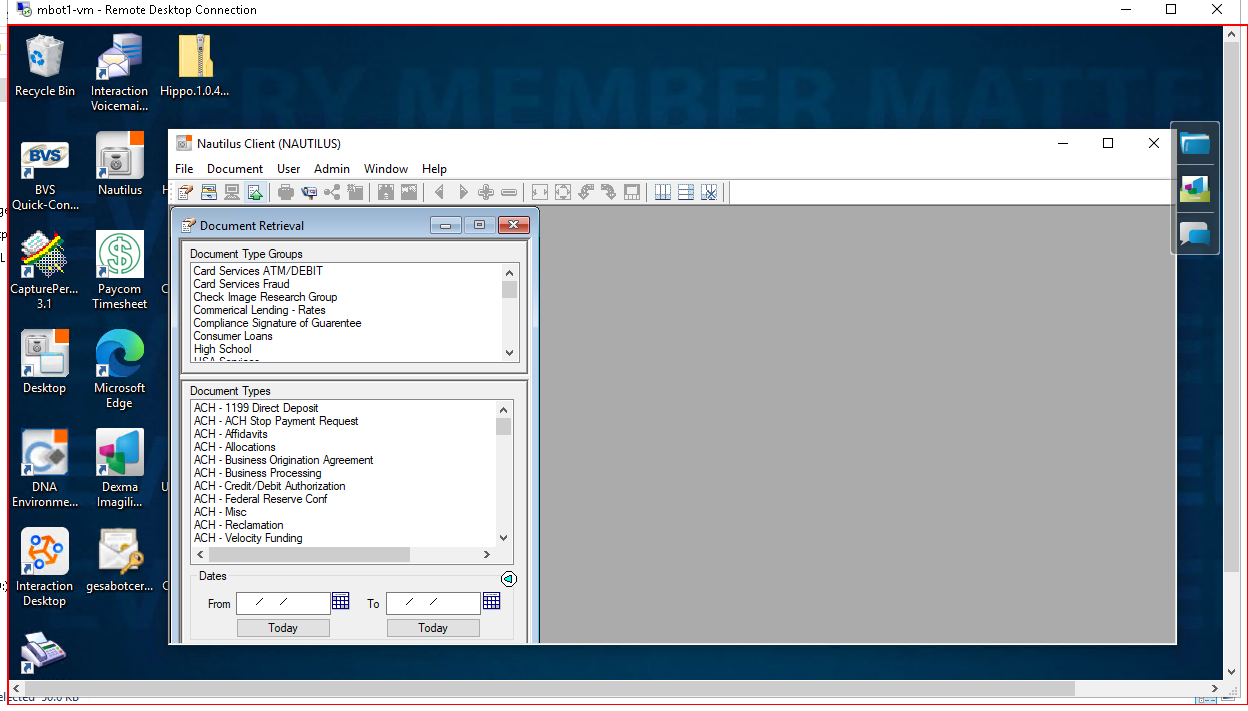 mbot1-vm - Remote Desktop Connection
EVERY MEMBER MATTE
Recycle Bin
Interaction
Voicemai...
Hippo.1.0.4...
BVS
BVS
Quick-Con...
Nautilus
CapturePer...
3.1
Paycom
Timesheet
Desktop
Microsoft
Edge
DNA
Environme...
Dexma
Imagili...
Interaction
Desktop
gesabotcer...
Nautilus Client (NAUTILUS)
File Document User Admin Window Help
Document Retrieval
Document Type Groups
Card Services ATM/DEBIT
Card Services Fraud
Check Image Research Group
Commerical Lending - Rates
Compliance Signature of Guarentee
Consumer Loans
High School
Document Types
ACH - 1199 Direct Deposit
ACH - ACH Stop Payment Request
ACH - Affidavits
ACH - Allocations
ACH - Business Origination Agreement
ACH - Business Processing
ACH - Credit/Debit Authorization
ACH - Federal Reserve Conf
ACH - Misc
ACH - Reclamation
ACH - Velocity Funding
Dates
From / / To / /
Today Today